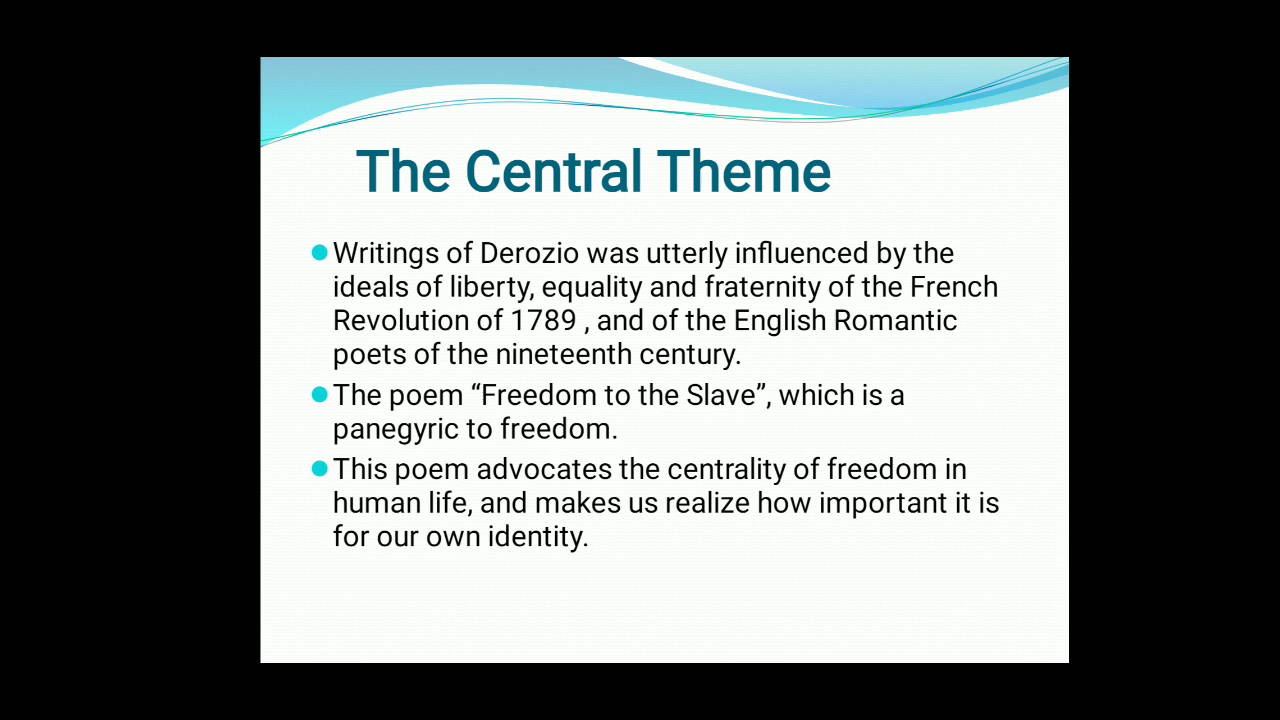 The Central Theme
Writings of Derozio was utterly influenced by the
ideals of liberty, equality and fraternity of the French
Revolution of 1789 , and of the English Romantic
poets of the nineteenth century.
The poem “Freedom to the Slave”, which is a
panegyric to freedom.
This poem advocates the centrality of freedom in
human life, and makes us realize how important it is
for our own identity.